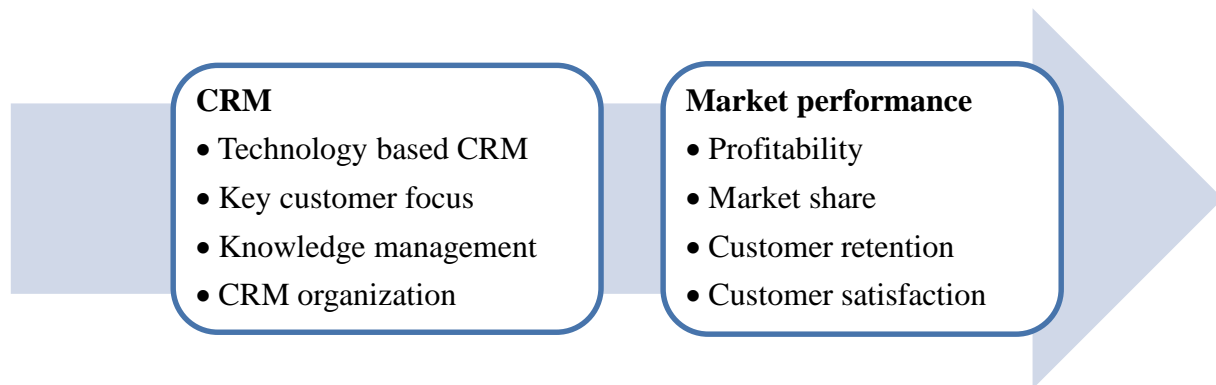 CRM
• Technology based CRM
• Key customer focus
• Knowledge management
• CRM organization
Market performance
• Profitability
• Market share
• Customer retention
• Customer satisfaction